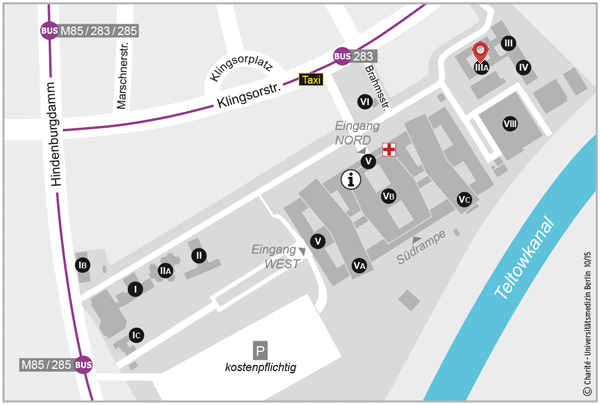 BUS M85 / 283 / 285
Hindenburgdamm
Marschnerstr.
Klingsorplatz
Klingsorstr.
Taxi
BUS 283
Brahmsstr.
VI
Eingang
NORD
V
i
VB
VC
V
VA
Südrampe
Eingang
WEST
III
IIIA
IV
VIII
IB
I
IIA
II
IC
M85 / 285 BUS
P
kostenpflichtig
Teltowkanal
© Charité - Universitätsmedizin Berlin 10/15